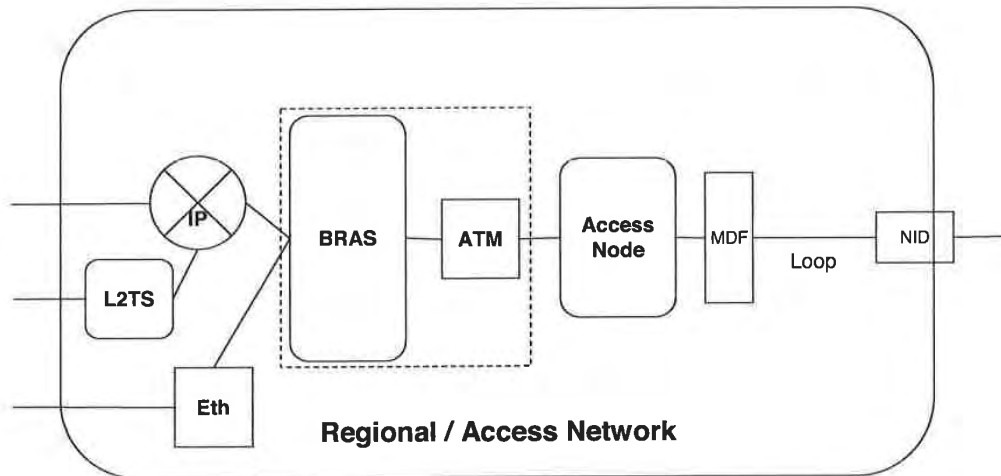 IP
L2TS
Eth
BRAS
ATM
Access
Node
MDF
Loop
NID
Regional / Access Network